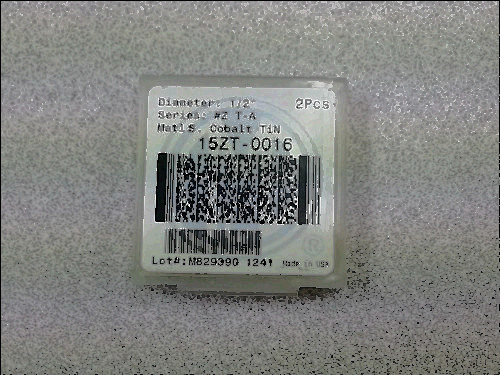 Diameter: 1/2" 2Pcs
Series: #Z T-A
Matl S. Cobalt TiN
15ZT-0016
Lot#:M829390 1241 Made in USA